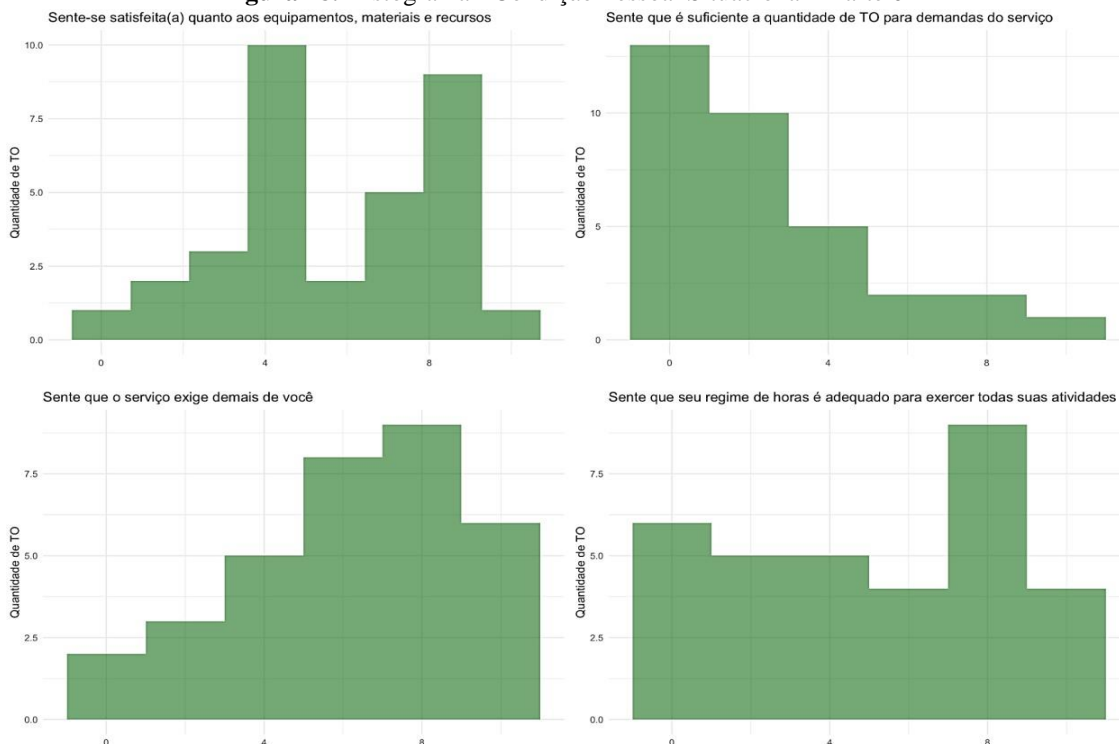 Sente-se satisfeita(a) quanto aos equipamentos, materiais e recursos
Quantidade de TO
10.0
7.5
5.0
2.5
0.0
0 4 8
Sente que é suficiente a quantidade de TO para demandas do serviço
Quantidade de TO
10
5
0
0 4 8
Sente que o serviço exige demais de você
Quantidade de TO
7.5
5.0
2.5
0.0
0 4 8
Sente que seu regime de horas é adequado para exercer todas suas atividades
Quantidade de TO
7.5
5.0
2.5
0.0
0 4 8